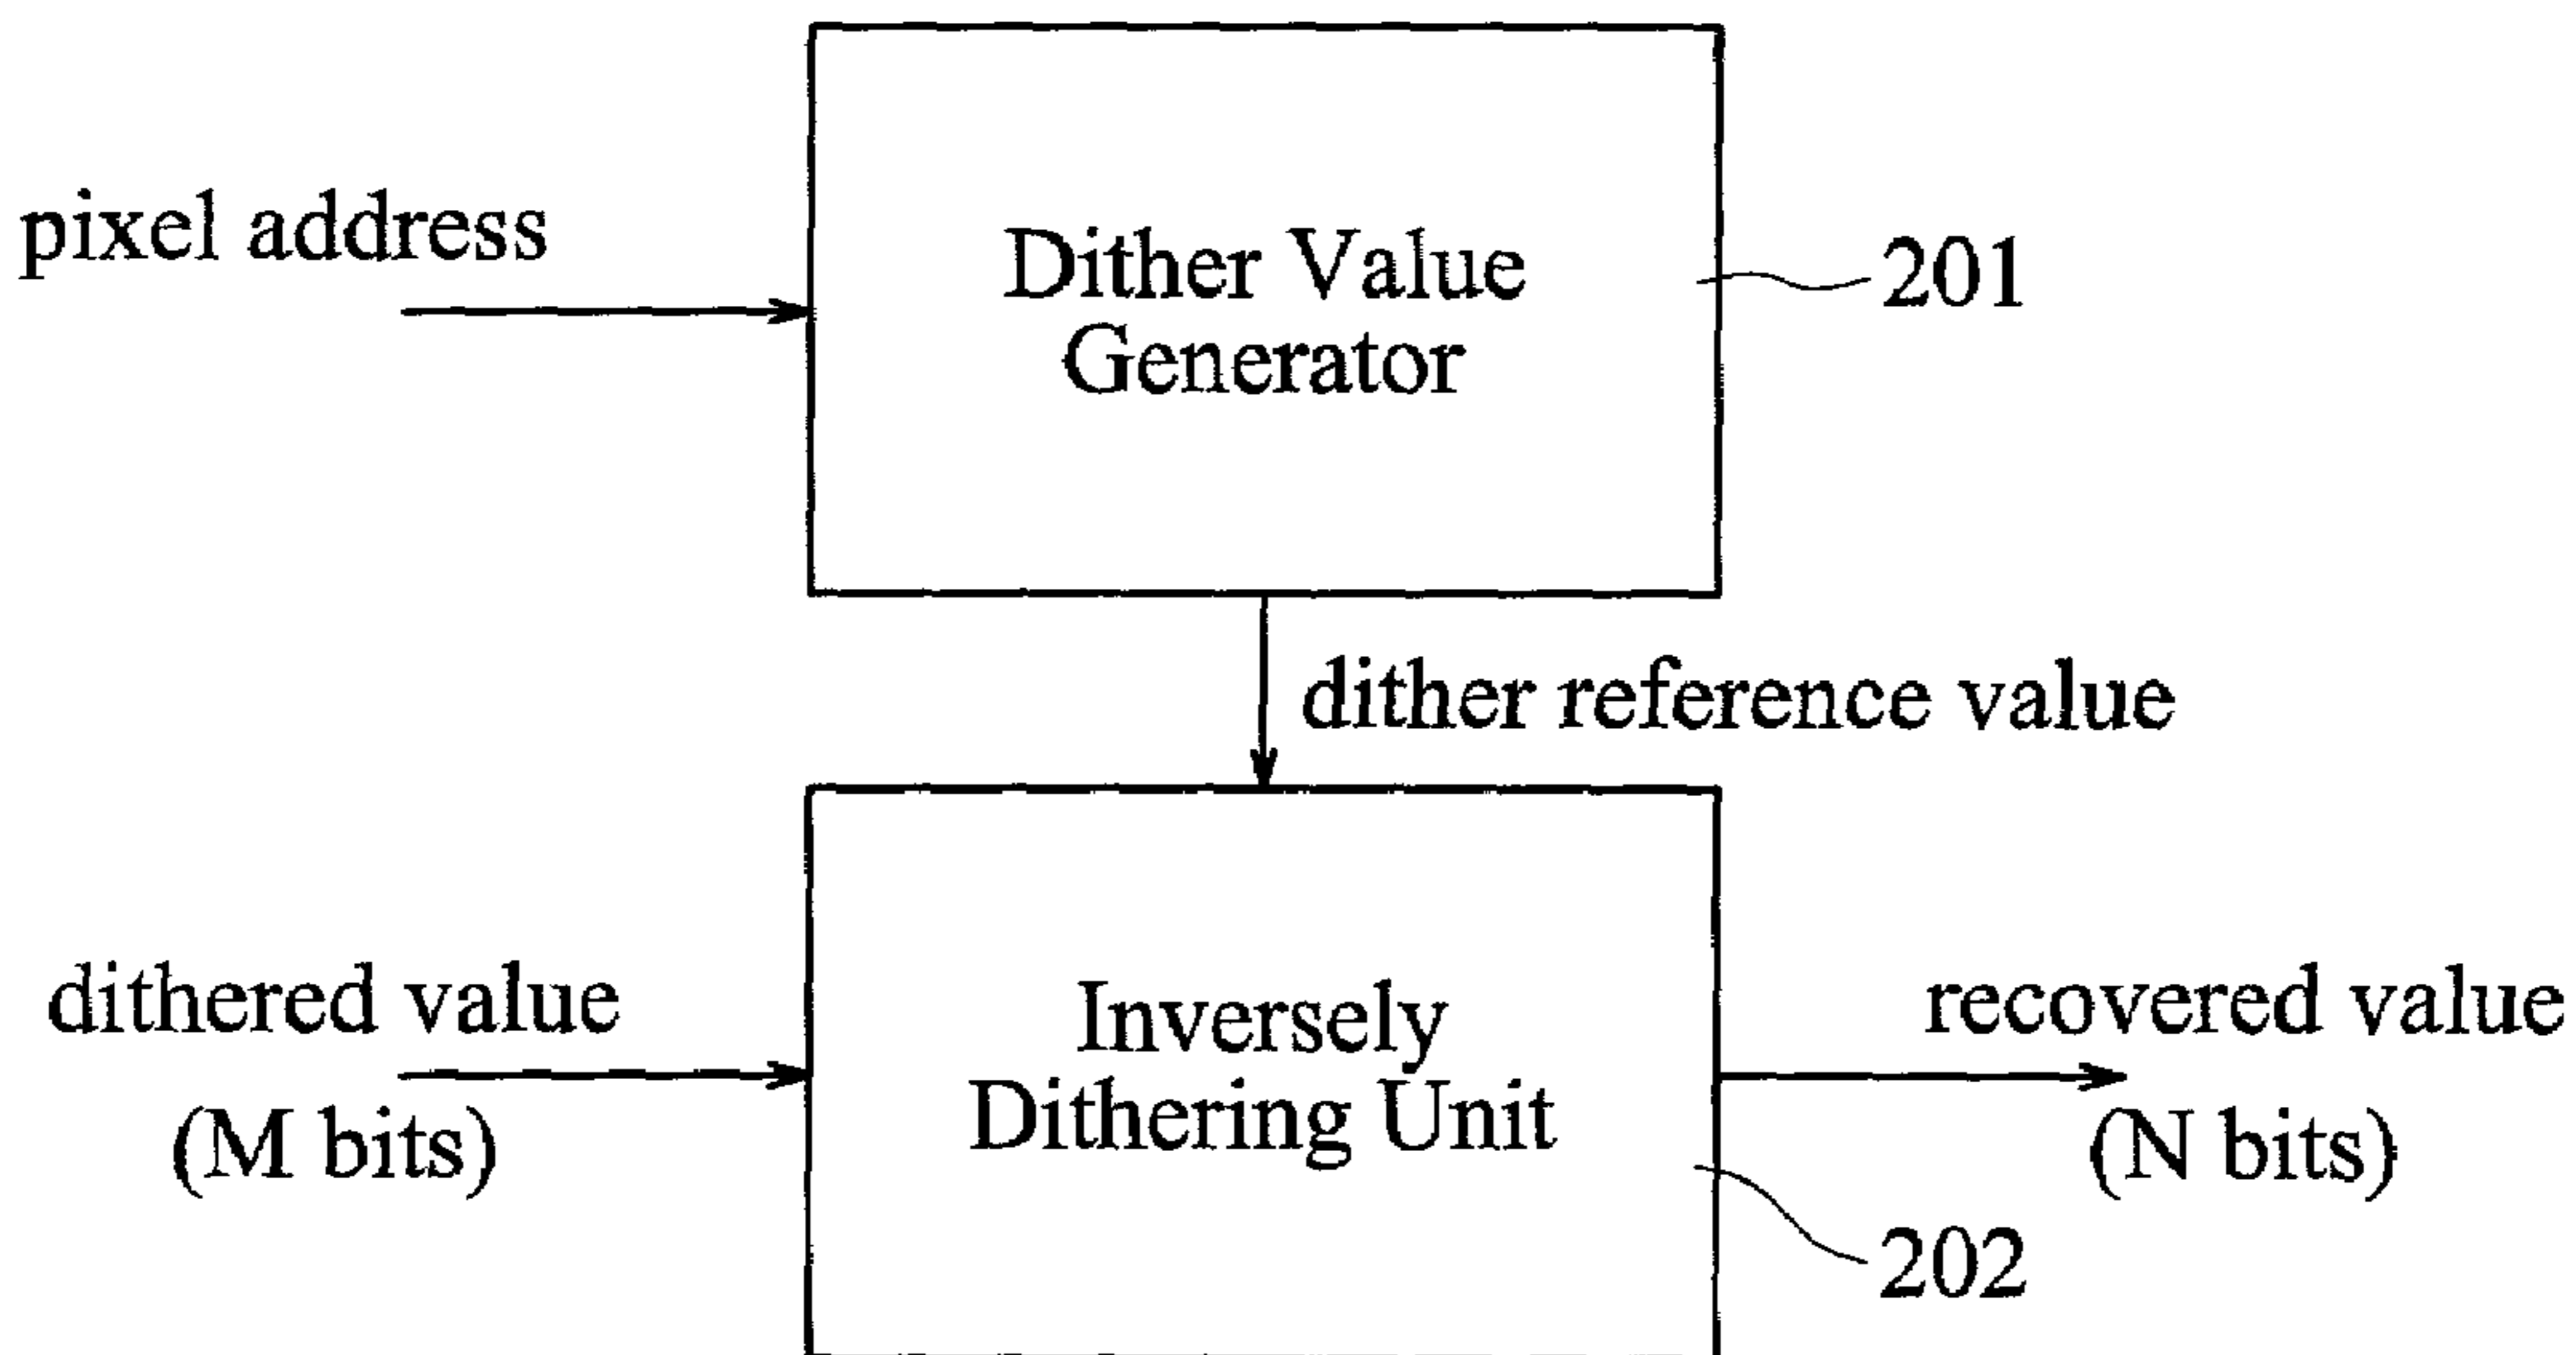 pixel address
Dither Value
Generator
201
dither reference value
dithered value
(M bits)
Inversely
Dithering Unit
recovered value
(N bits)
202